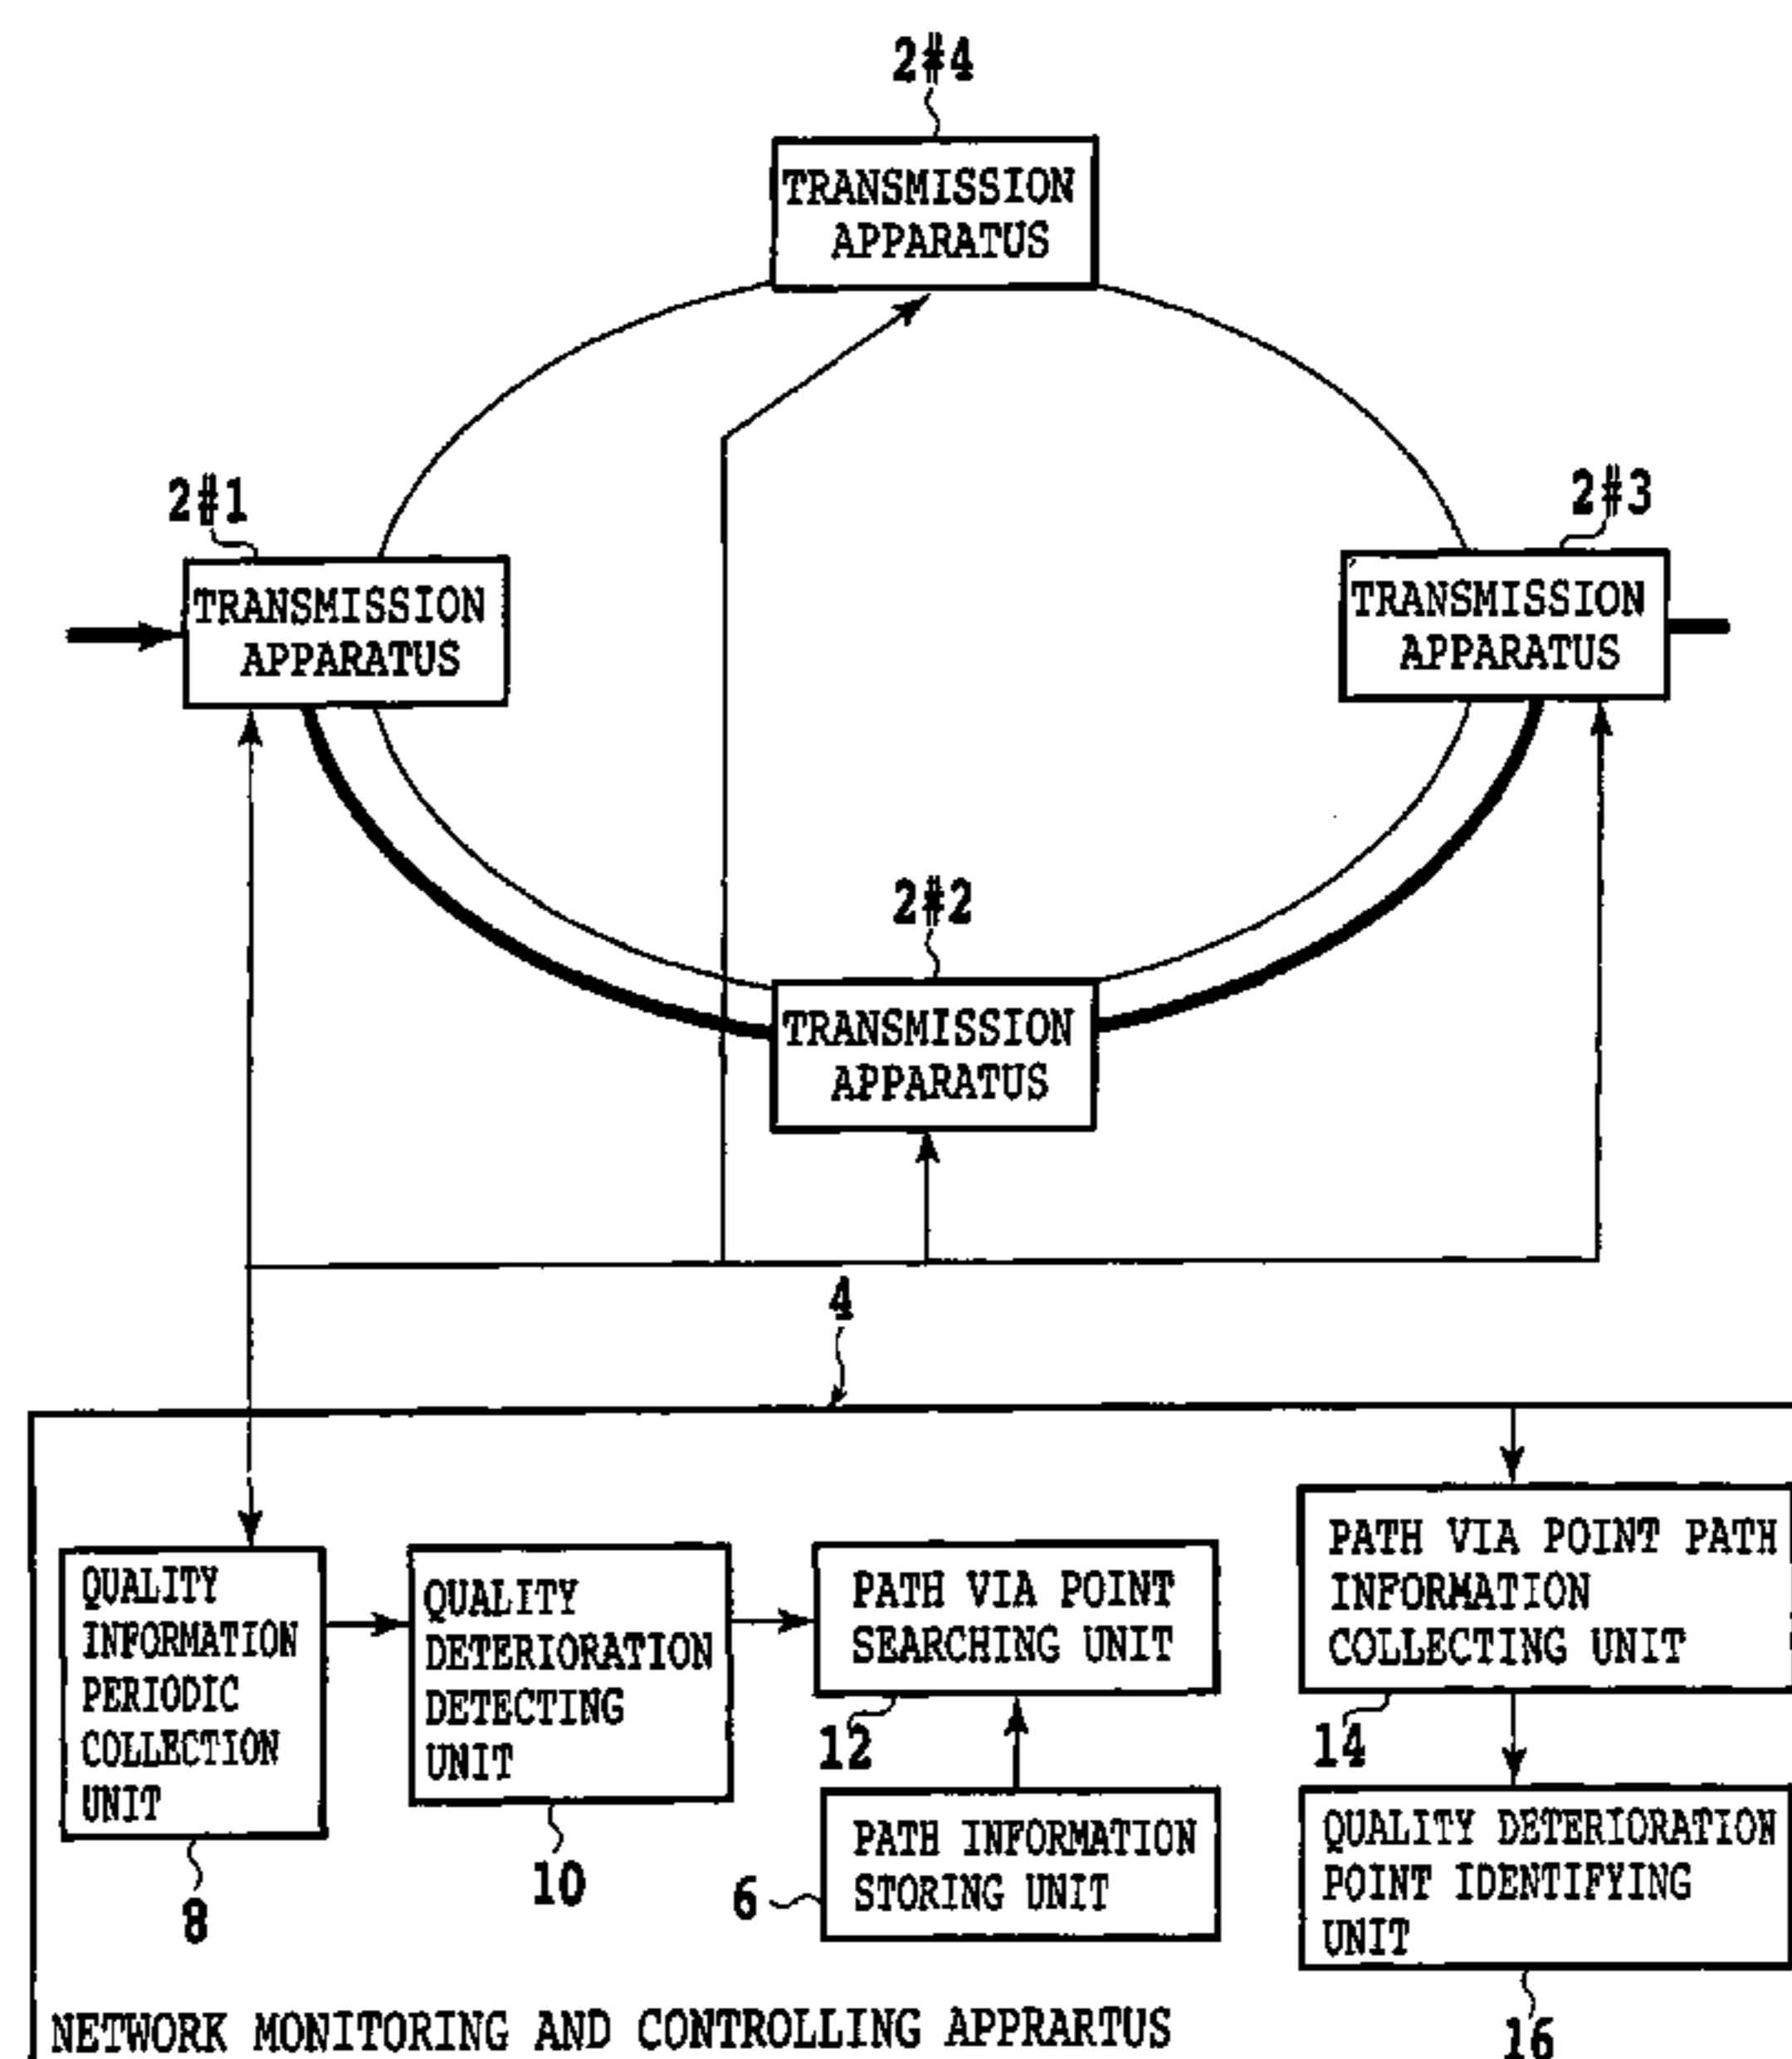 2#4
TRANSMISSION
APPARATUS
2#1
TRANSMISSION
APPARATUS
2#3
TRANSMISSION
APPARATUS
2#2
TRANSMISSION
APPARATUS
4
QUALITY
INFORMATION
PERIODIC
COLLECTION
UNIT
8
QUALITY
DETERIORATION
DETECTING
UNIT
10
PATH VIA POINT
SEARCHING UNIT
12
PATH INFORMATION
STORING UNIT
6
PATH VIA POINT PATH
INFORMATION
COLLECTING UNIT
14
QUALITY DETERIORATION
POINT IDENTIFYING
UNIT
16
NETWORK MONITORING AND CONTROLLING APPRARTUS